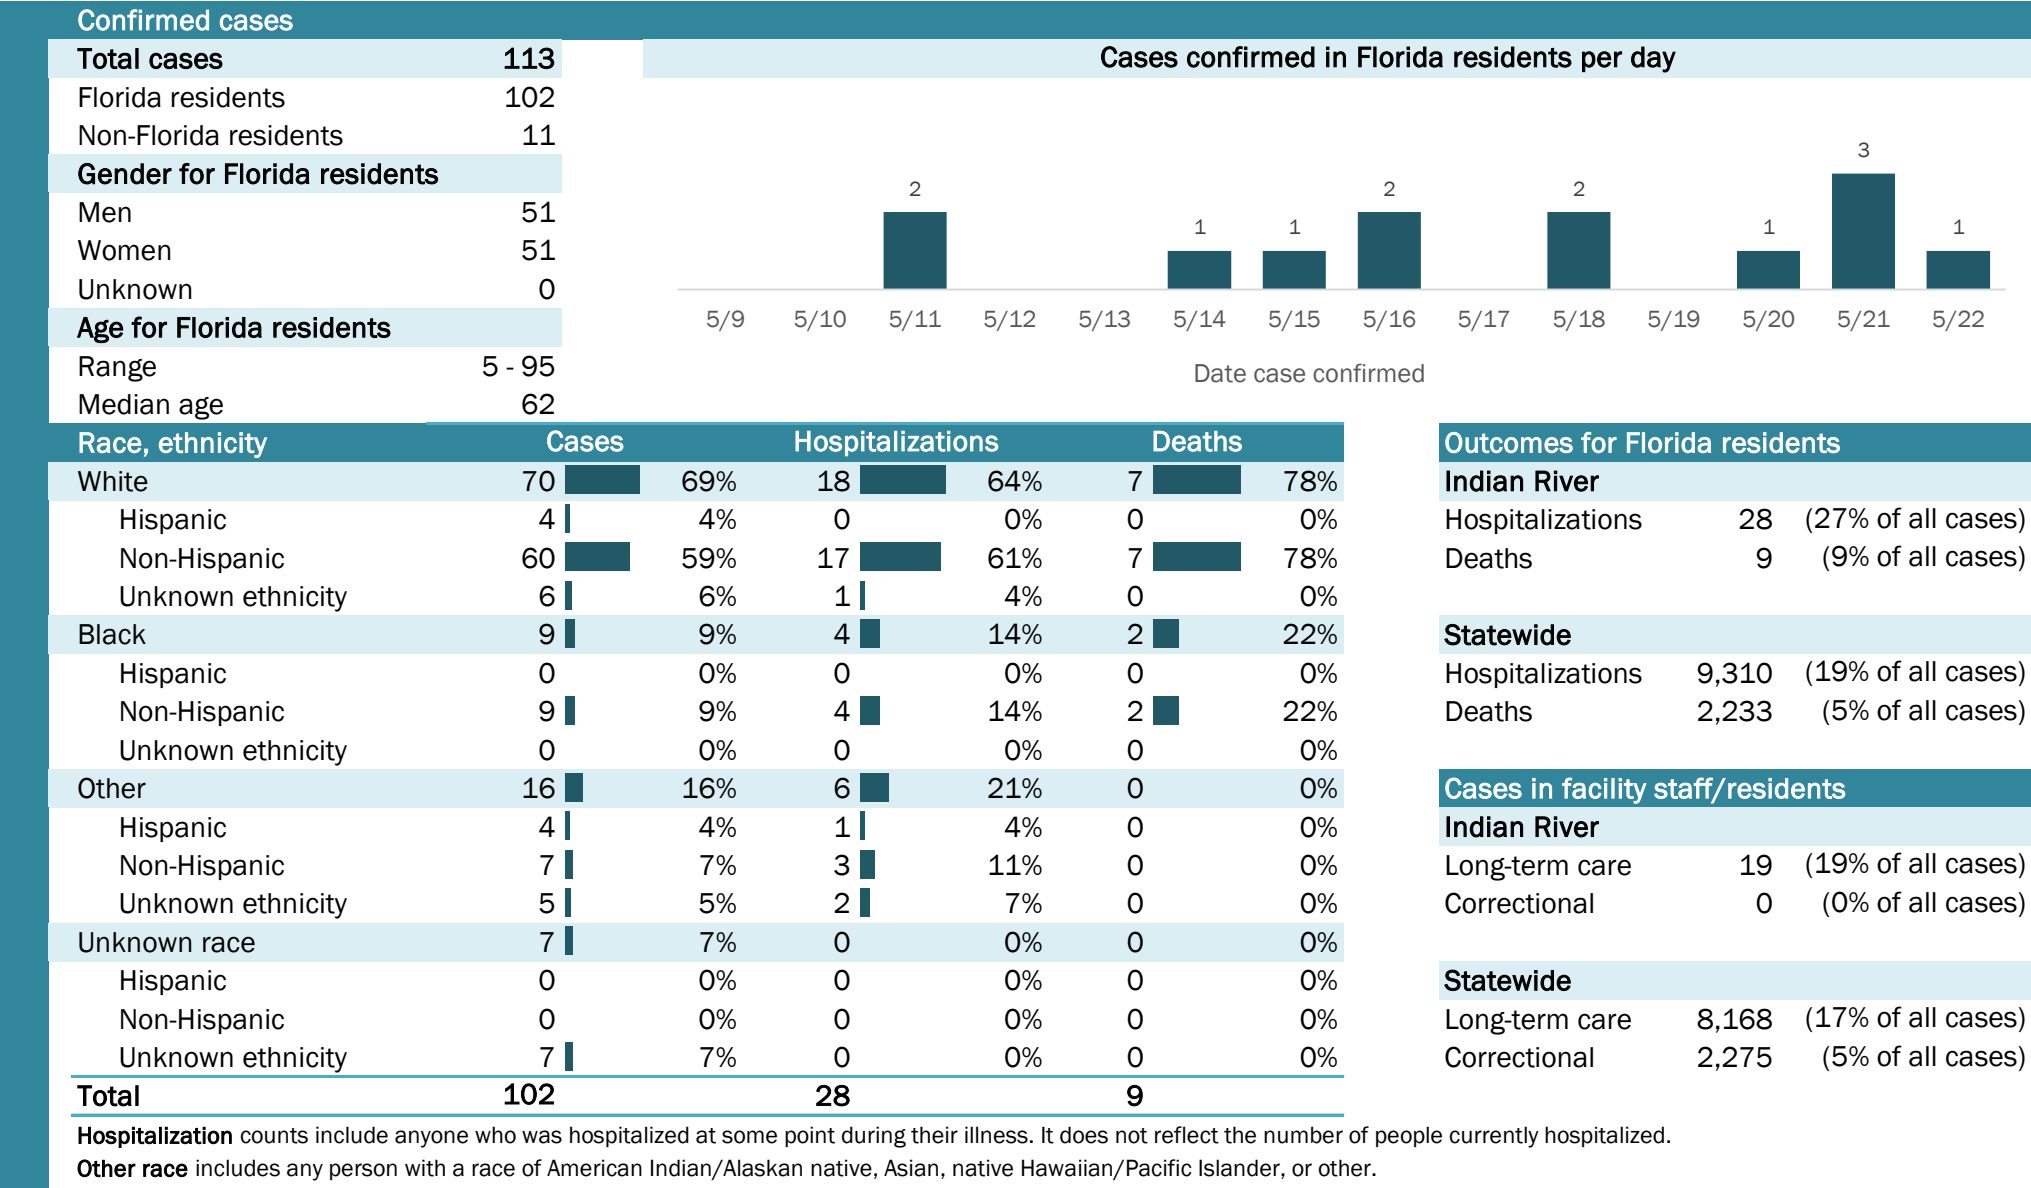 Confirmed cases
Total cases 113
Florida residents 102
Non-Florida residents 11
Gender for Florida residents
Men 51
Women 51
Unknown 0
Age for Florida residents
Range 5 - 95
Median age 62
Cases confirmed in Florida residents per day
2 1 1 2 2 1 3 1
5/9 5/10 5/11 5/12 5/13 5/14 5/15 5/16 5/17 5/18 5/19 5/20 5/21 5/22
Date case confirmed
Race, ethnicity Cases Hospitalizations Deaths
White 70 69% 18 64% 7 78%
Hispanic 4 4% 0 0% 0 0%
Non-Hispanic 60 59% 17 61% 7 78%
Unknown ethnicity 6 6% 1 4% 0 0%
Black 9 9% 4 14% 2 22%
Hispanic 0 0% 0 0% 0 0%
Non-Hispanic 9 9% 4 14% 2 22%
Unknown ethnicity 0 0% 0 0% 0 0%
Other 16 16% 6 21% 0 0%
Hispanic 4 4% 1 4% 0 0%
Non-Hispanic 7 7% 3 11% 0 0%
Unknown ethnicity 5 5% 2 7% 0 0%
Unknown race 7 7% 0 0% 0 0%
Hispanic 0 0% 0 0% 0 0%
Non-Hispanic 0 0% 0 0% 0 0%
Unknown ethnicity 7 7% 0 0% 0 0%
Total 102 28 9
Outcomes for Florida residents
Indian River
Hospitalizations 28 (27% of all cases)
Deaths 9 (9% of all cases)
Statewide
Hospitalizations 9,310 (19% of all cases)
Deaths 2,233 (5% of all cases)
Cases in facility staff/residents
Indian River
Long-term care 19 (19% of all cases)
Correctional 0 (0% of all cases)
Statewide
Long-term care 8,168 (17% of all cases)
Correctional 2,275 (5% of all cases)
Hospitalization counts include anyone who was hospitalized at some point during their illness. It does not reflect the number of people currently hospitalized.
Other race includes any person with a race of American Indian/Alaskan native, Asian, native Hawaiian/Pacific Islander, or other.